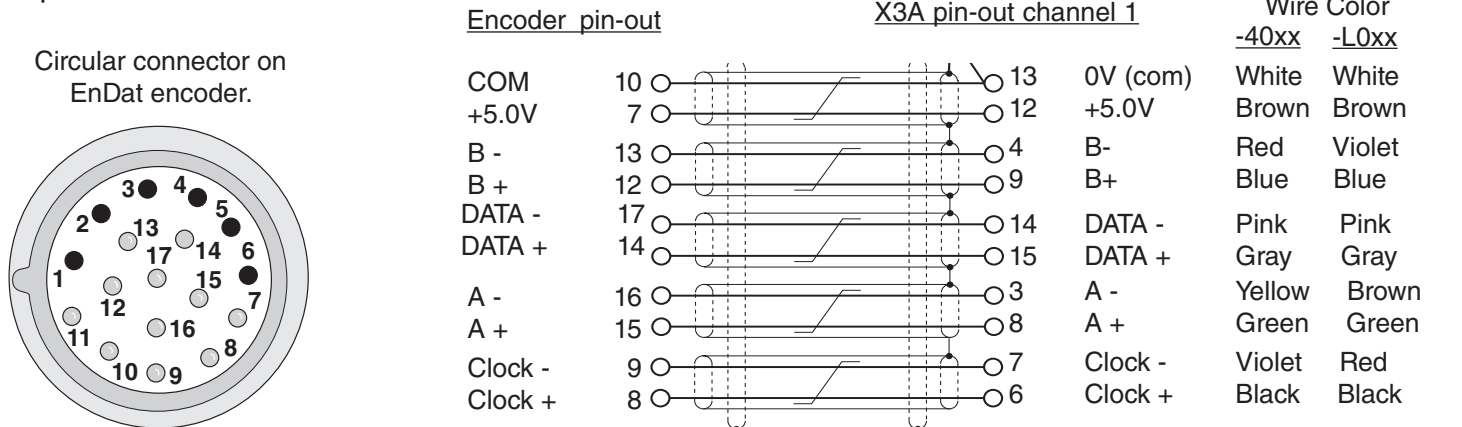 Encoder pin-out
X3A pin-out channel 1
Wire Color
-40xx -L0xx
Circular connector on
EnDat encoder.
COM 10 13 0V (com) White White
+5.0V 7 12 +5.0V Brown Brown
B - 13 4 B- Red Violet
B + 12 9 B+ Blue Blue
DATA - 17 14 DATA - Pink Pink
DATA + 14 15 DATA + Gray Gray
A - 16 3 A - Yellow Brown
A + 15 8 A + Green Green
Clock - 9 7 Clock - Violet Red
Clock + 8 6 Clock + Black Black
3 4
2 5
13 14 6
1 17 15
12 7
11 16
10 9 8